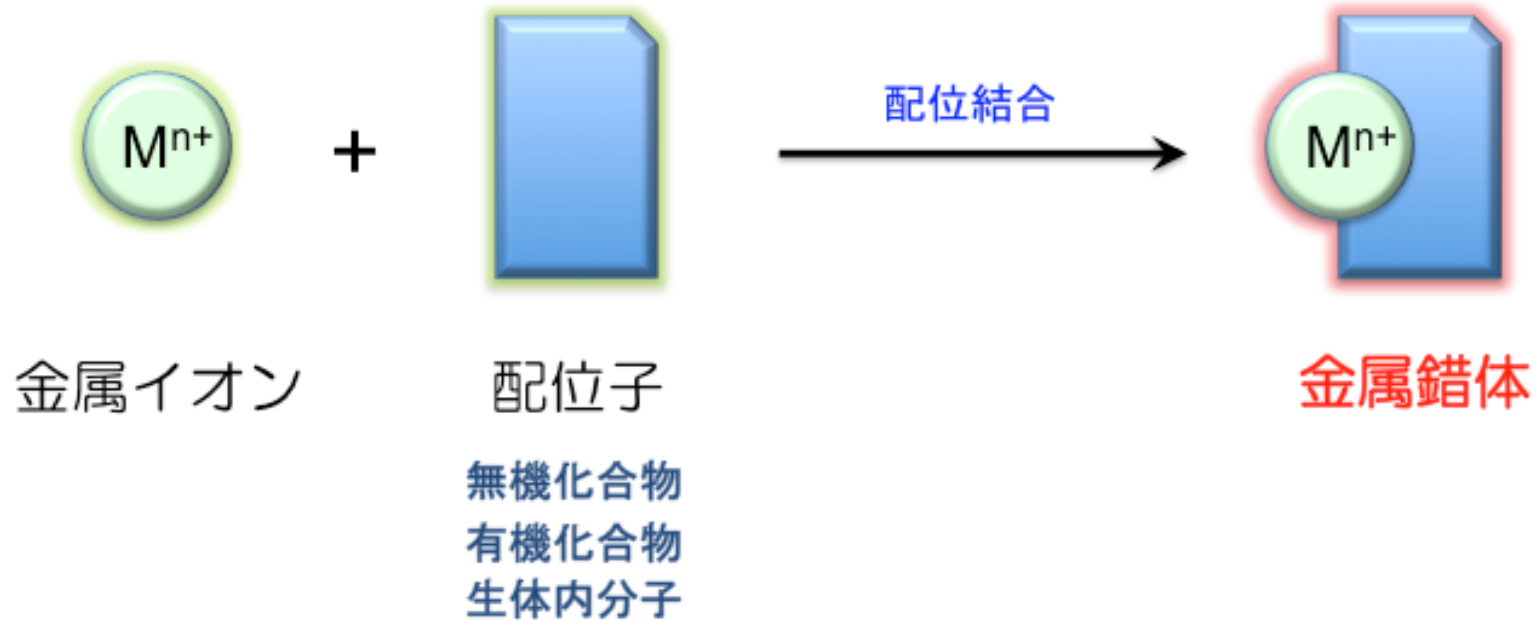 配位結合
Mⁿ⁺
+
Mⁿ⁺
金属イオン
配位子
金属錯体
無機化合物
有機化合物
生体内分子